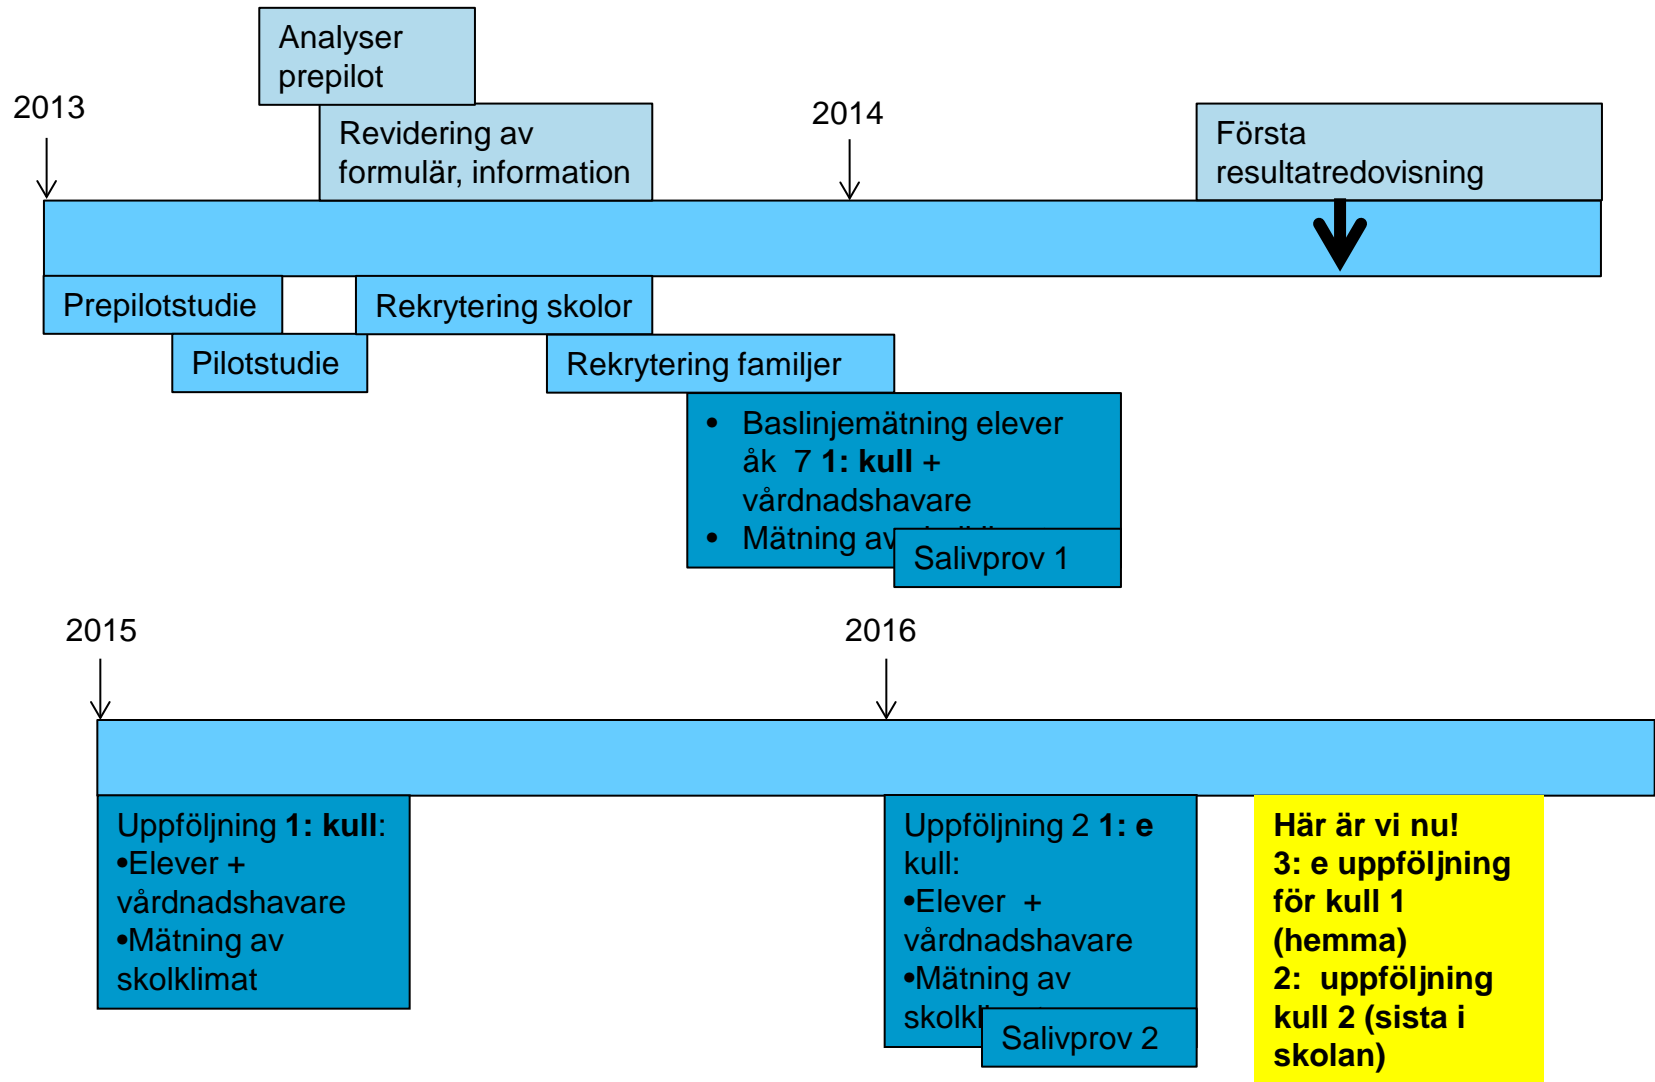 Analyser
prepilot
2013
Revidering av
formulär, information
2014
Första
resultatredovisning
Prepilotstudie
Rekrytering skolor
Pilotstudie
Rekrytering familjer
• Baslinjemätning elever
åk 7 1: kull +
vårdnadshavare
• Mätning av
Salivprov 1
2015
2016
Uppföljning 1: kull:
•Elever +
vårdnadshavare
•Mätning av
skolklimat
Uppföljning 2 1: e
kull:
•Elever +
vårdnadshavare
•Mätning av
Salivprov 2
Här är vi nu!
3: e uppföljning
för kull 1
(hemma)
2: uppföljning
kull 2 (sista i
skolan)